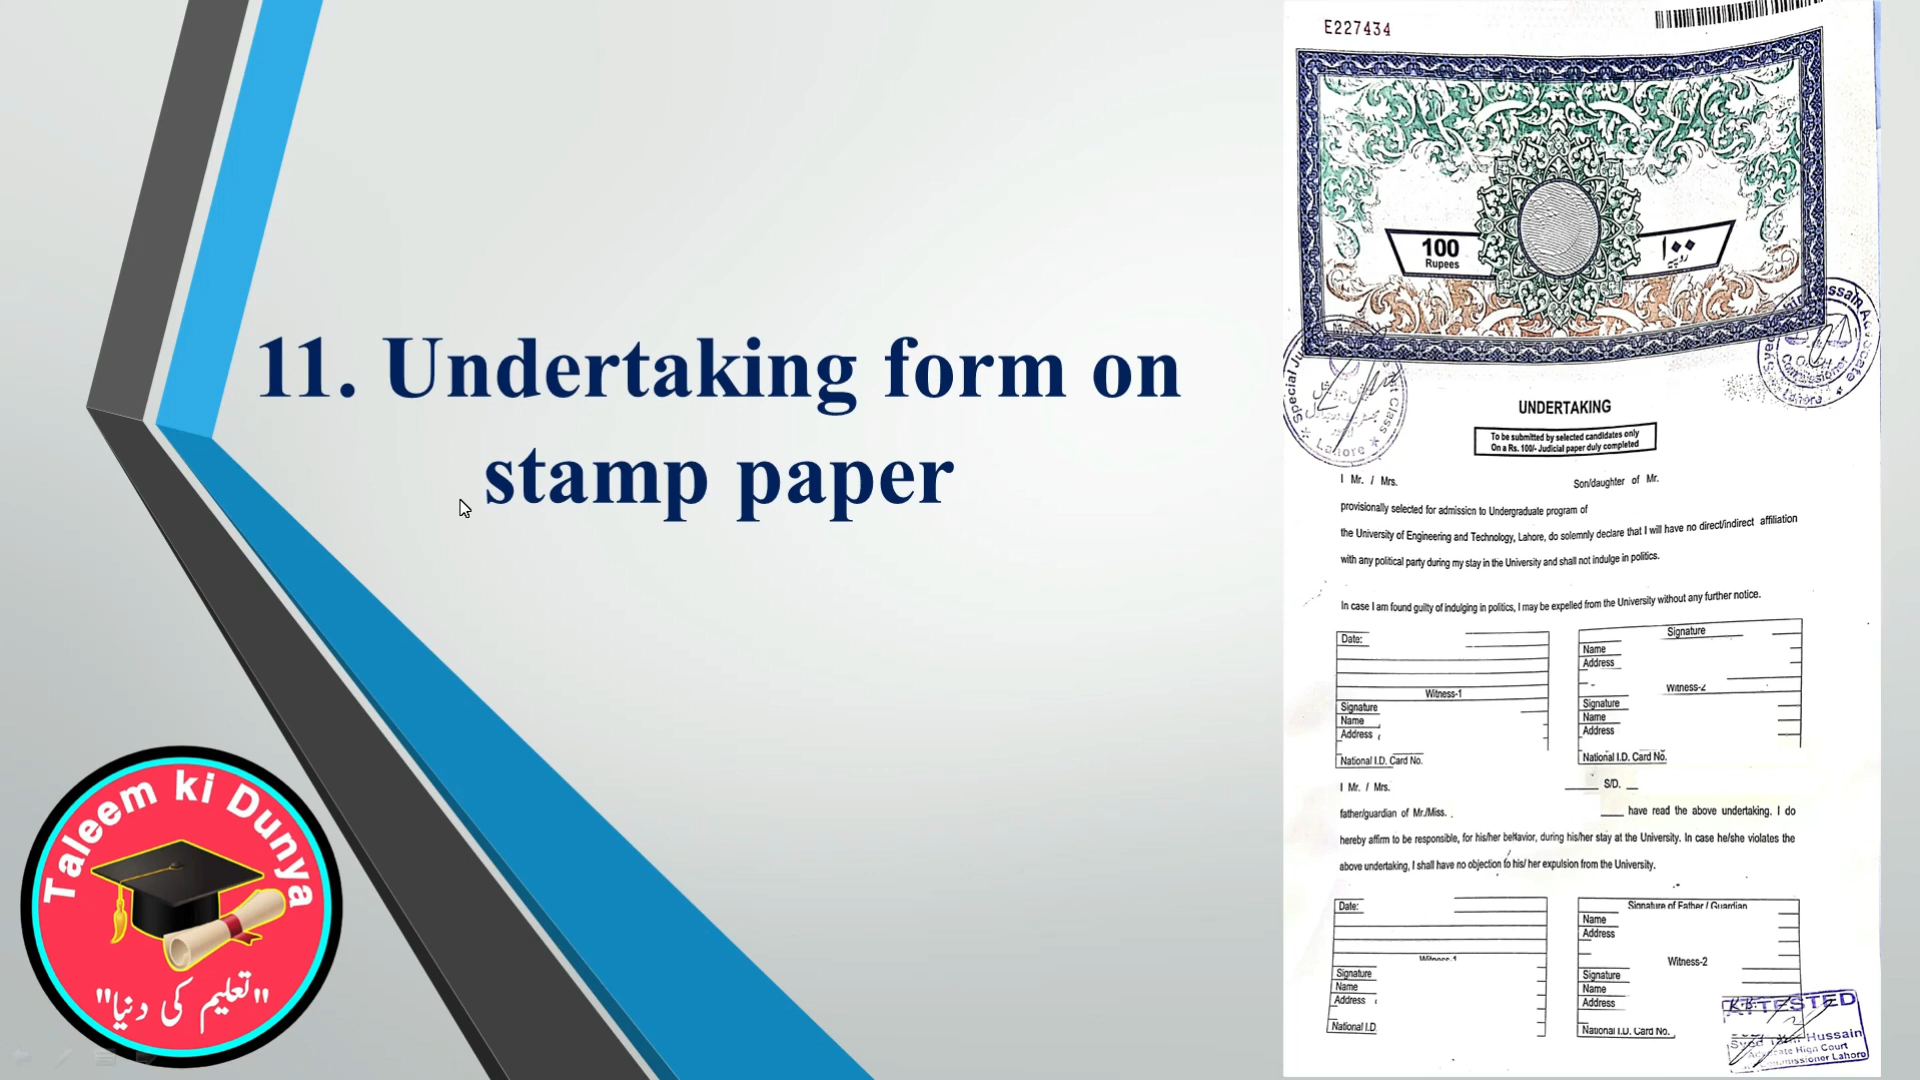 11. Undertaking form on
stamp paper
Taleem ki Dunya
"تعلیم کی دنیا"
E227434
100
Rupees
۱۰۰
روپیہ
UNDERTAKING
To be submitted by selected candidates only
On a Rs. 100/- Judicial paper duly completed
I Mr. / Mrs. Son/daughter of Mr.
provisionally selected for admission to Undergraduate program of
the University of Engineering and Technology, Lahore, do solemnly declare that I will have no direct/indirect affiliation
with any political party during my stay in the University and shall not indulge in politics.
In case I am found guilty of indulging in politics, I may be expelled from the University without any further notice.
Date:
Witness-1
Signature
Name
Address
National I.D. Card No.
Signature
Name
Address
Witness-2
Signature
Name
Address
National I.D. Card No.
I Mr. / Mrs. S/D.
father/guardian of Mr./Miss. have read the above undertaking. I do
hereby affirm to be responsible, for his/her behavior, during his/her stay at the University. In case he/she violates the
above undertaking, I shall have no objection to his/ her expulsion from the University.
Date:
Witness-1
Signature
Name
Address
National I.D
Signature of Father / Guardian
Name
Address
Witness-2
Signature
Name
Address
National I.D. Card No.
ATTESTED
Syed Hussain
Advocate High Court
Commissioner Lahore